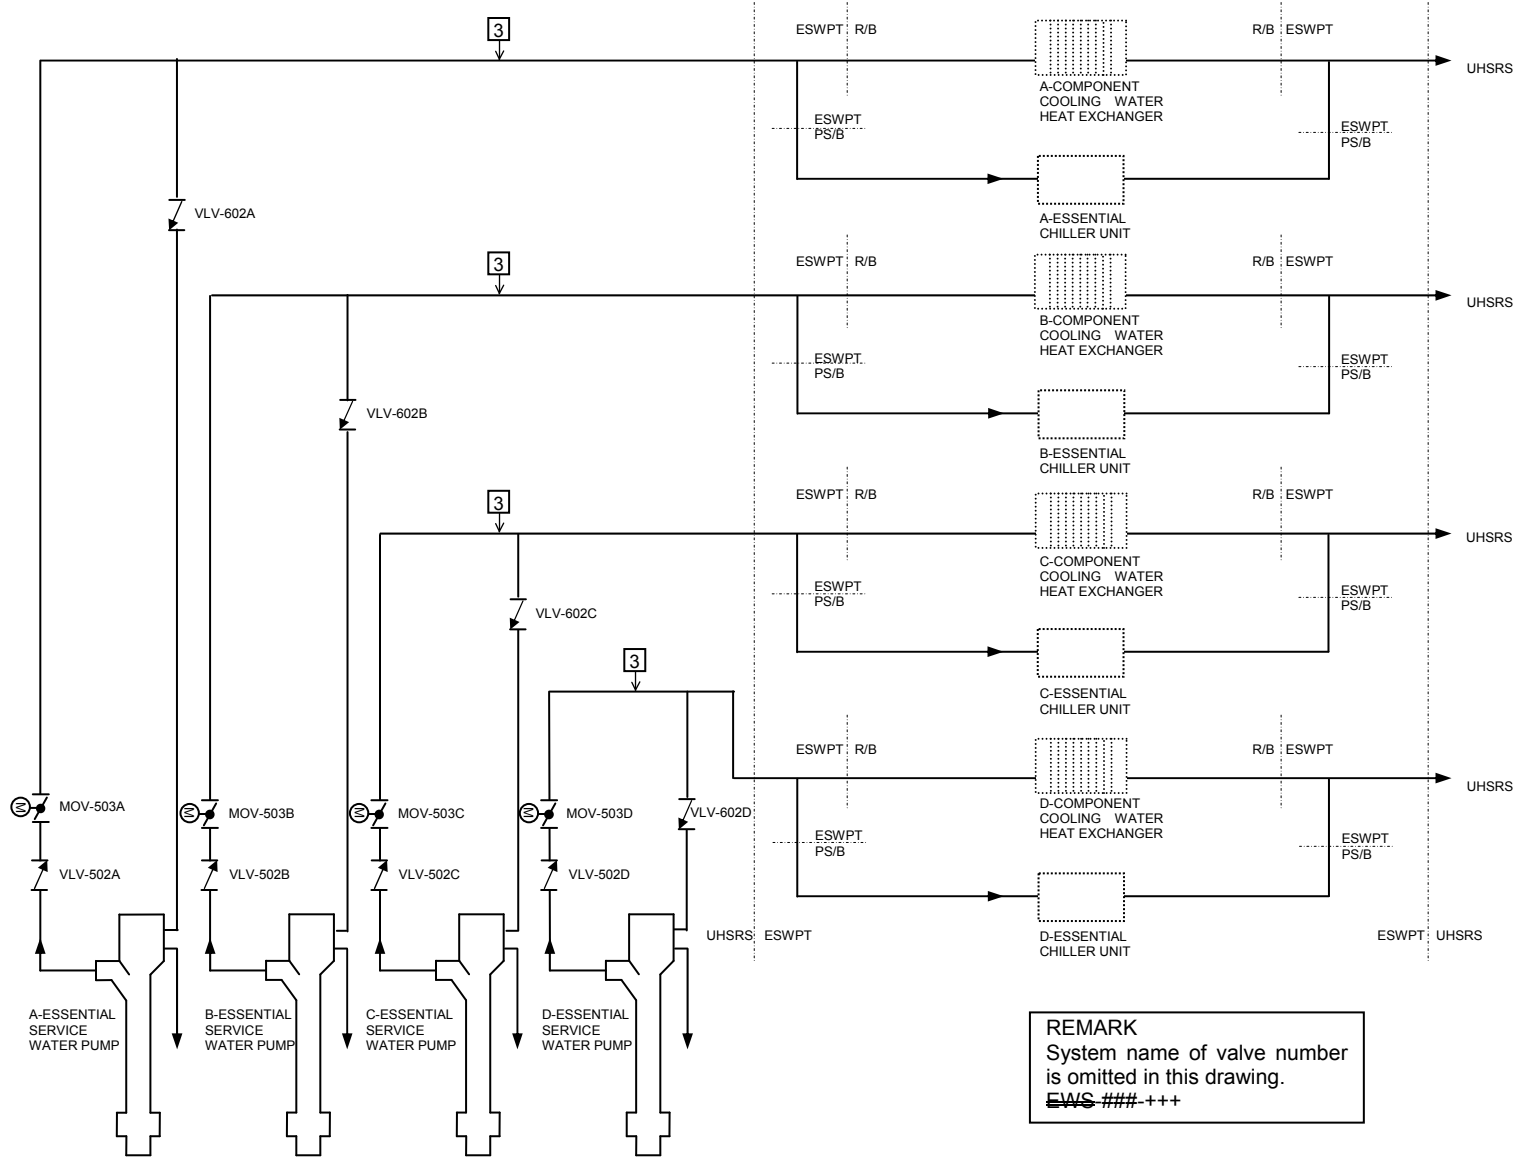 3
ESWPT R/B
R/B ESWPT
UHSRS
A-COMPONENT
COOLING WATER
HEAT EXCHANGER
ESWPT
PS/B
ESWPT
PS/B
VLV-602A
A-ESSENTIAL
CHILLER UNIT
3
ESWPT R/B
R/B ESWPT
UHSRS
B-COMPONENT
COOLING WATER
HEAT EXCHANGER
ESWPT
PS/B
ESWPT
PS/B
VLV-602B
B-ESSENTIAL
CHILLER UNIT
3
ESWPT R/B
R/B ESWPT
UHSRS
C-COMPONENT
COOLING WATER
HEAT EXCHANGER
ESWPT
PS/B
ESWPT
PS/B
VLV-602C
C-ESSENTIAL
CHILLER UNIT
3
ESWPT R/B
R/B ESWPT
UHSRS
D-COMPONENT
COOLING WATER
HEAT EXCHANGER
M MOV-503A
M MOV-503B
M MOV-503C
M MOV-503D
VLV-602D
ESWPT
PS/B
ESWPT
PS/B
VLV-502A
VLV-502B
VLV-502C
VLV-502D
UHSRS ESWPT
D-ESSENTIAL
CHILLER UNIT
ESWPT UHSRS
A-ESSENTIAL
SERVICE
WATER PUMP
B-ESSENTIAL
SERVICE
WATER PUMP
C-ESSENTIAL
SERVICE
WATER PUMP
D-ESSENTIAL
SERVICE
WATER PUMP
REMARK
System name of valve number
is omitted in this drawing.
EWS-###-+++